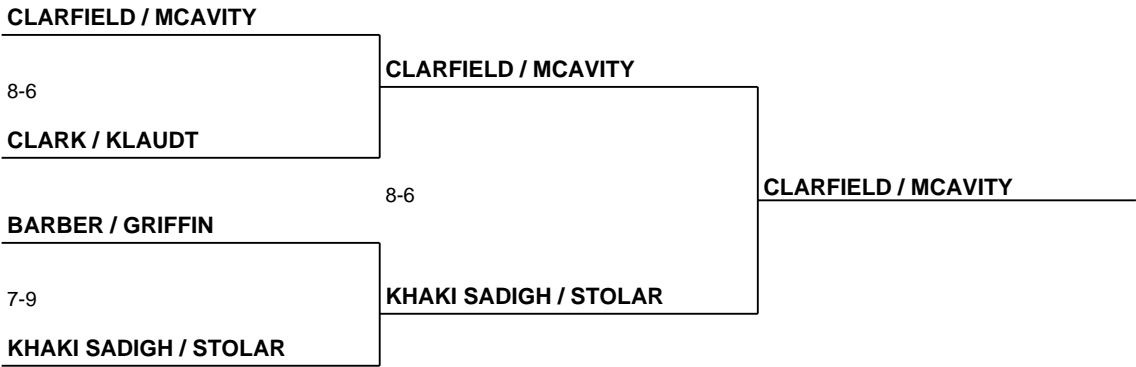 CLARFIELD / MCAVITY
8-6
CLARK / KLAUDT
BARBER / GRIFFIN
7-9
KHAKI SADIGH / STOLAR
CLARFIELD / MCAVITY
8-6
KHAKI SADIGH / STOLAR
CLARFIELD / MCAVITY